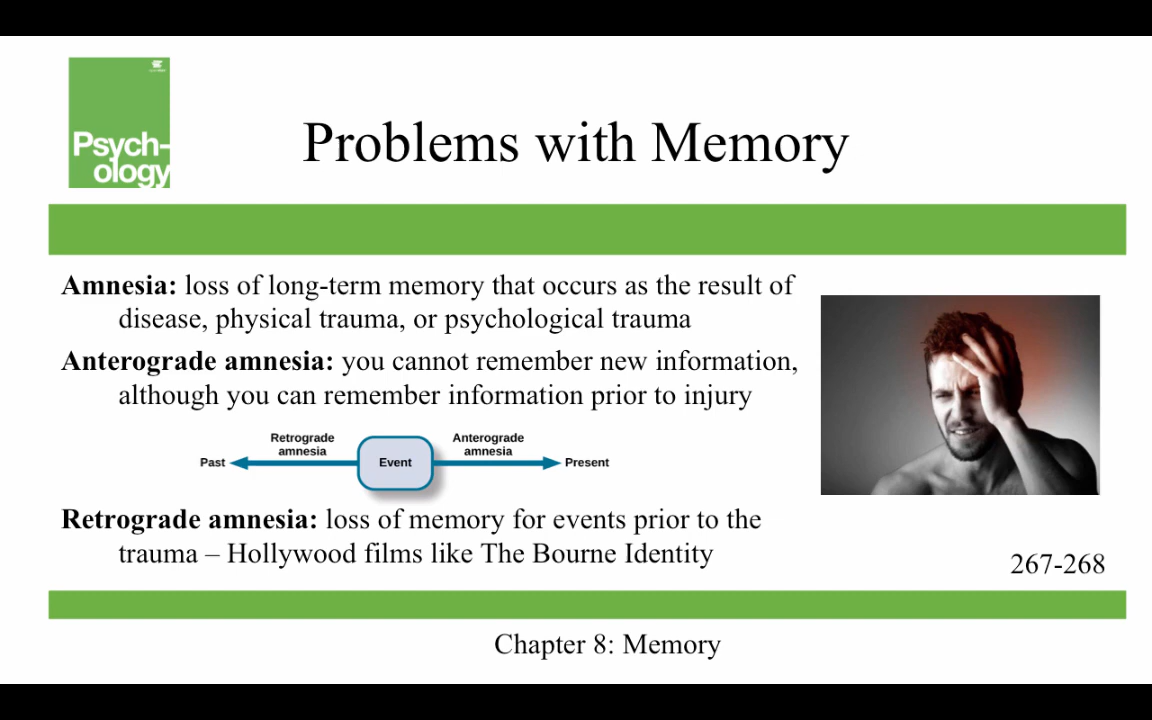 Psych-
ology
Problems with Memory
Amnesia: loss of long-term memory that occurs as the result of
disease, physical trauma, or psychological trauma
Anterograde amnesia: you cannot remember new information,
although you can remember information prior to injury
Retrograde
amnesia
Anterograde
amnesia
Past
Event
Present
Retrograde amnesia: loss of memory for events prior to the
trauma – Hollywood films like The Bourne Identity
267-268
Chapter 8: Memory